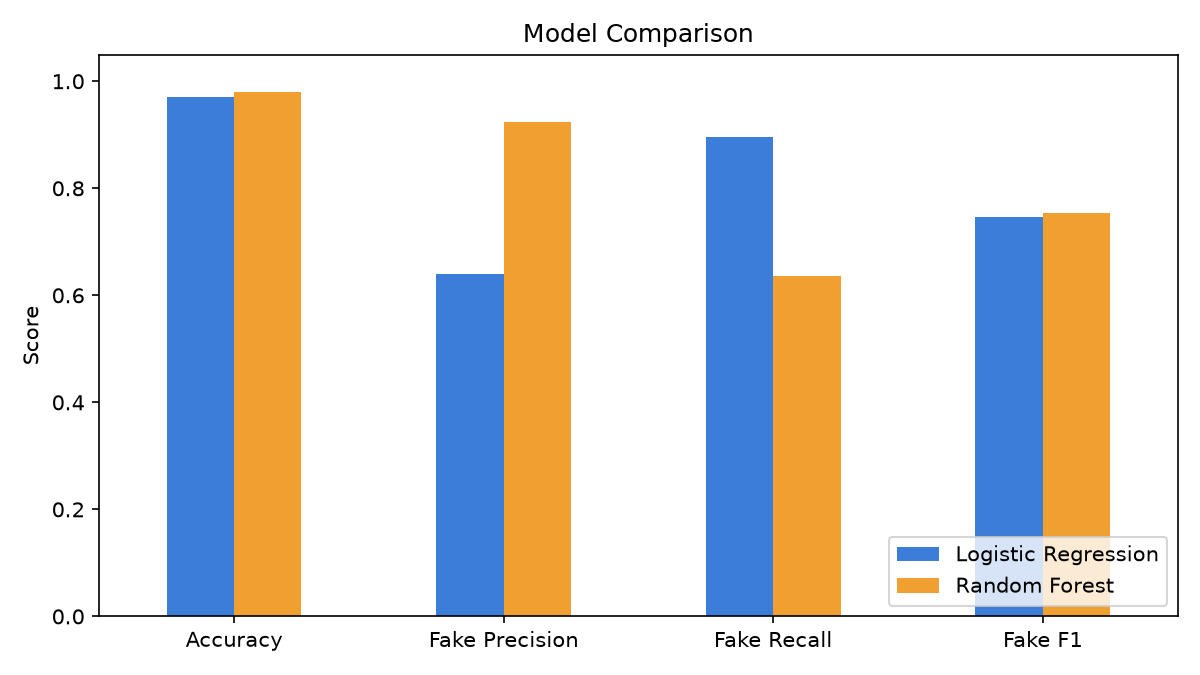 Model Comparison
Score
1.0
0.8
0.6
0.4
0.2
0.0
Accuracy
Fake Precision
Fake Recall
Fake F1
Logistic Regression
Random Forest